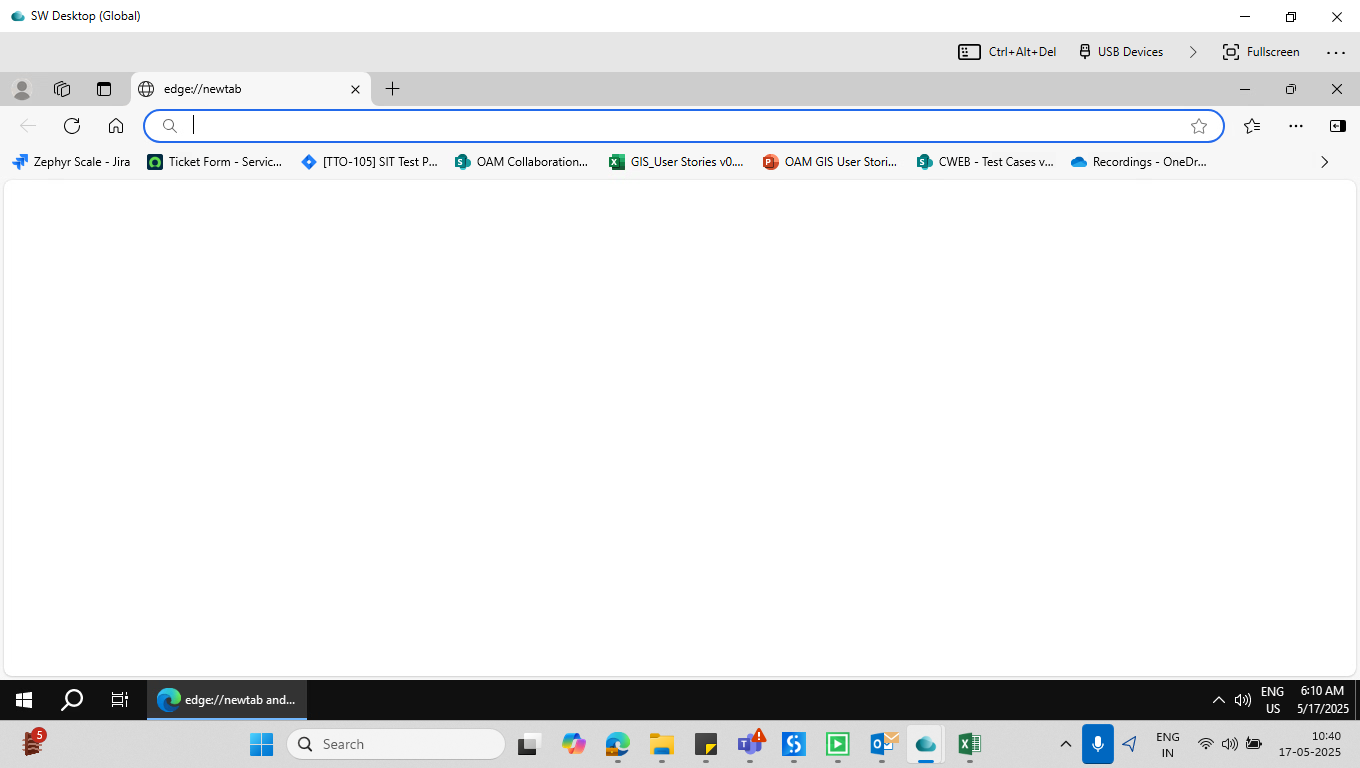 SW Desktop (Global)
Ctrl+Alt+Del
USB Devices
Fullscreen
edge://newtab
Zephyr Scale - Jira
Ticket Form - Servic...
[TTO-105] SIT Test P...
OAM Collaboration...
GIS_User Stories v0....
OAM GIS User Stori...
CWEB - Test Cases v...
Recordings - OneDr...
edge://newtab and...
ENG
US
6:10 AM
5/17/2025
5
Search
ENG
IN
10:40
17-05-2025